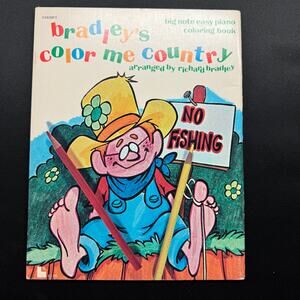 big note easy piano
coloring book
bradley's
color me country
arranged by richard bradley
NO
FISHING